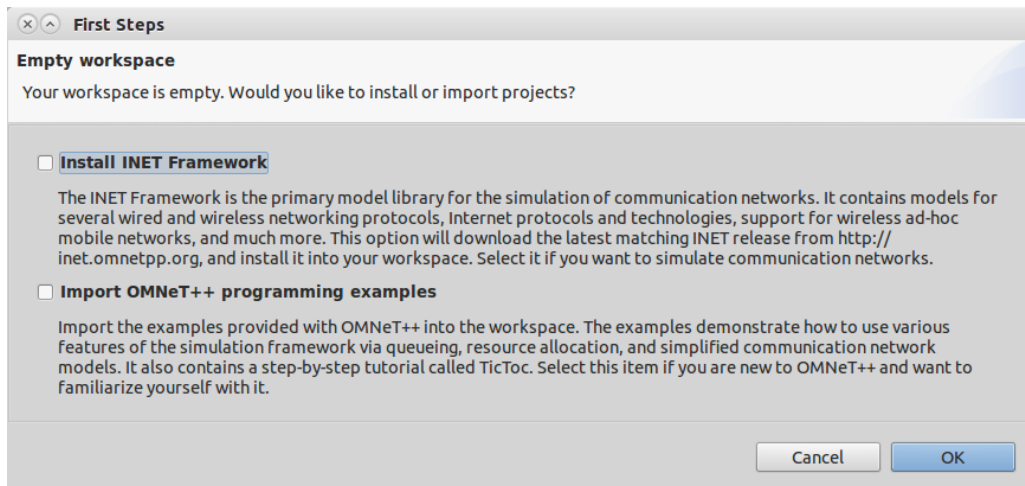 First Steps
Empty workspace
Your workspace is empty. Would you like to install or import projects?
Install INET Framework
The INET Framework is the primary model library for the simulation of communication networks. It contains models for
several wired and wireless networking protocols, Internet protocols and technologies, support for wireless ad-hoc
mobile networks, and much more. This option will download the latest matching INET release from http://
inet.omnetpp.org, and install it into your workspace. Select it if you want to simulate communication networks.
Import OMNeT++ programming examples
Import the examples provided with OMNeT++ into the workspace. The examples demonstrate how to use various
features of the simulation framework via queueing, resource allocation, and simplified communication network
models. It also contains a step-by-step tutorial called TicToc. Select this item if you are new to OMNeT++ and want to
familiarize yourself with it.
Cancel OK